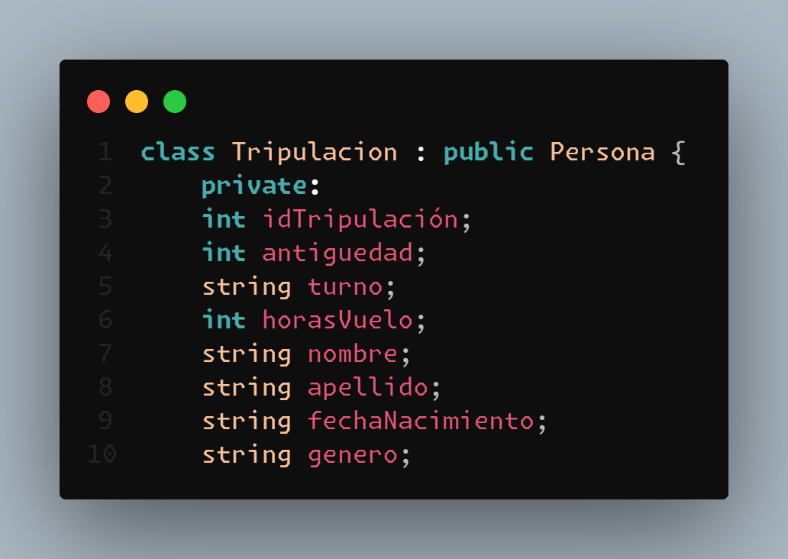 1 class Tripulacion : public Persona {
2 private:
3 int idTripulación;
4 int antiguedad;
5 string turno;
6 int horasVuelo;
7 string nombre;
8 string apellido;
9 string fechaNacimiento;
10 string genero;